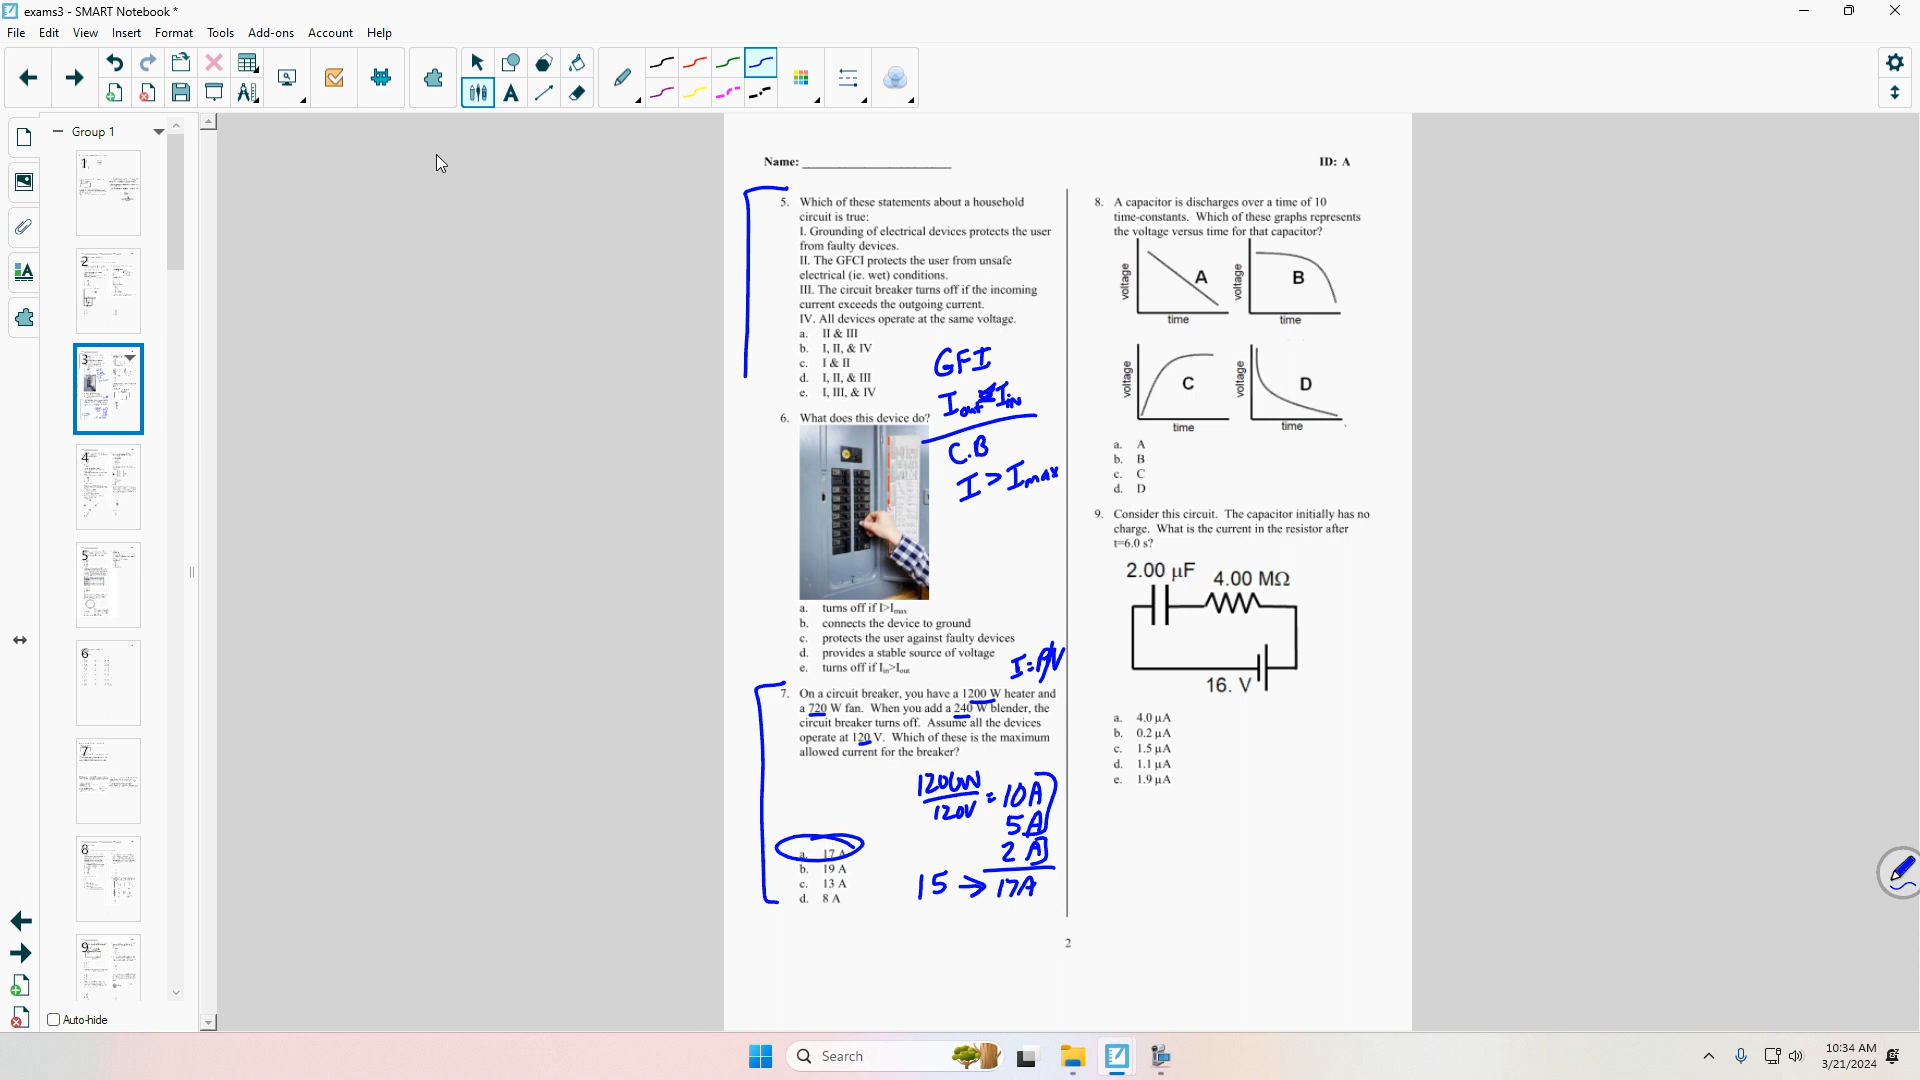 exams3 - SMART Notebook *
File Edit View Insert Format Tools Add-ons Account Help
Group 1
1
2
3
4
5
6
7
8
9
Auto-hide
Name:
ID: A
5. Which of these statements about a household
circuit is true:
I. Grounding of electrical devices protects the user
from faulty devices.
II. The GFCI protects the user from unsafe
electrical (ie. wet) conditions.
III. The circuit breaker turns off if the incoming
current exceeds the outgoing current.
IV. All devices operate at the same voltage.
a. II & III
b. I, II, & IV
c. I & II
d. I, II, & III
e. I, III, & IV
GFI
6. What does this device do?
C.B
I > Imax
a. turns off if I>Imax
b. connects the device to ground
c. protects the user against faulty devices
d. provides a stable source of voltage
e. turns off if Iin>Iout
I = P/V
7. On a circuit breaker, you have a 1200 W heater and
a 720 W fan. When you add a 240 W blender, the
circuit breaker turns off. Assume all the devices
operate at 120 V. Which of these is the maximum
allowed current for the breaker?
1200W
120V
= 10A
5A
2A
15 → 17A
a. 17 A
b. 19 A
c. 13 A
d. 8 A
8. A capacitor is discharges over a time of 10
time-constants. Which of these graphs represents
the voltage versus time for that capacitor?
voltage A time
voltage B time
voltage C time
voltage D time
a. A
b. B
c. C
d. D
9. Consider this circuit. The capacitor initially has no
charge. What is the current in the resistor after
t=6.0 s?
2.00 µF 4.00 MΩ
16. V
a. 4.0 µA
b. 0.2 µA
c. 1.5 µA
d. 1.1 µA
e. 1.9 µA
2
Search
10:34 AM
3/21/2024